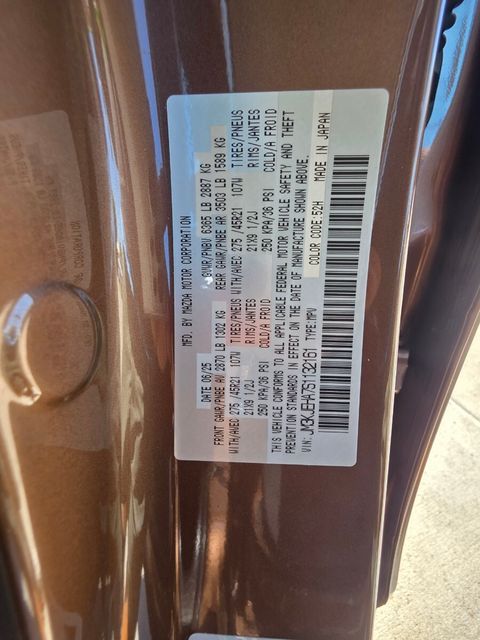 MFD. BY MAZDA MOTOR CORPORATION
DATE 06/25 GVWR/PNBV 6365 LB 2887 KG
FRONT GAWR/PNBE AV 2870 LB 1302 KG REAR GAWR/PNBE AR 3503 LB 1589 KG
WITH/AVEC 275 /45R21 107W TIRES/PNEUS WITH/AVEC 275 /45R21 107W TIRES/PNEUS
21X9 1/2J RIMS/JANTES 21X9 1/2J RIMS/JANTES
250 KPA/36 PSI COLD/A FROID 250 KPA/36 PSI COLD/A FROID
THIS VEHICLE CONFORMS TO ALL APPLICABLE FEDERAL MOTOR VEHICLE SAFETY AND THEFT
PREVENTION STANDARDS IN EFFECT ON THE DATE OF MANUFACTURE SHOWN ABOVE.
VIN: JM3KJEHA7S1132161 TYPE:MPV COLOR CODE:52H MADE IN JAPAN